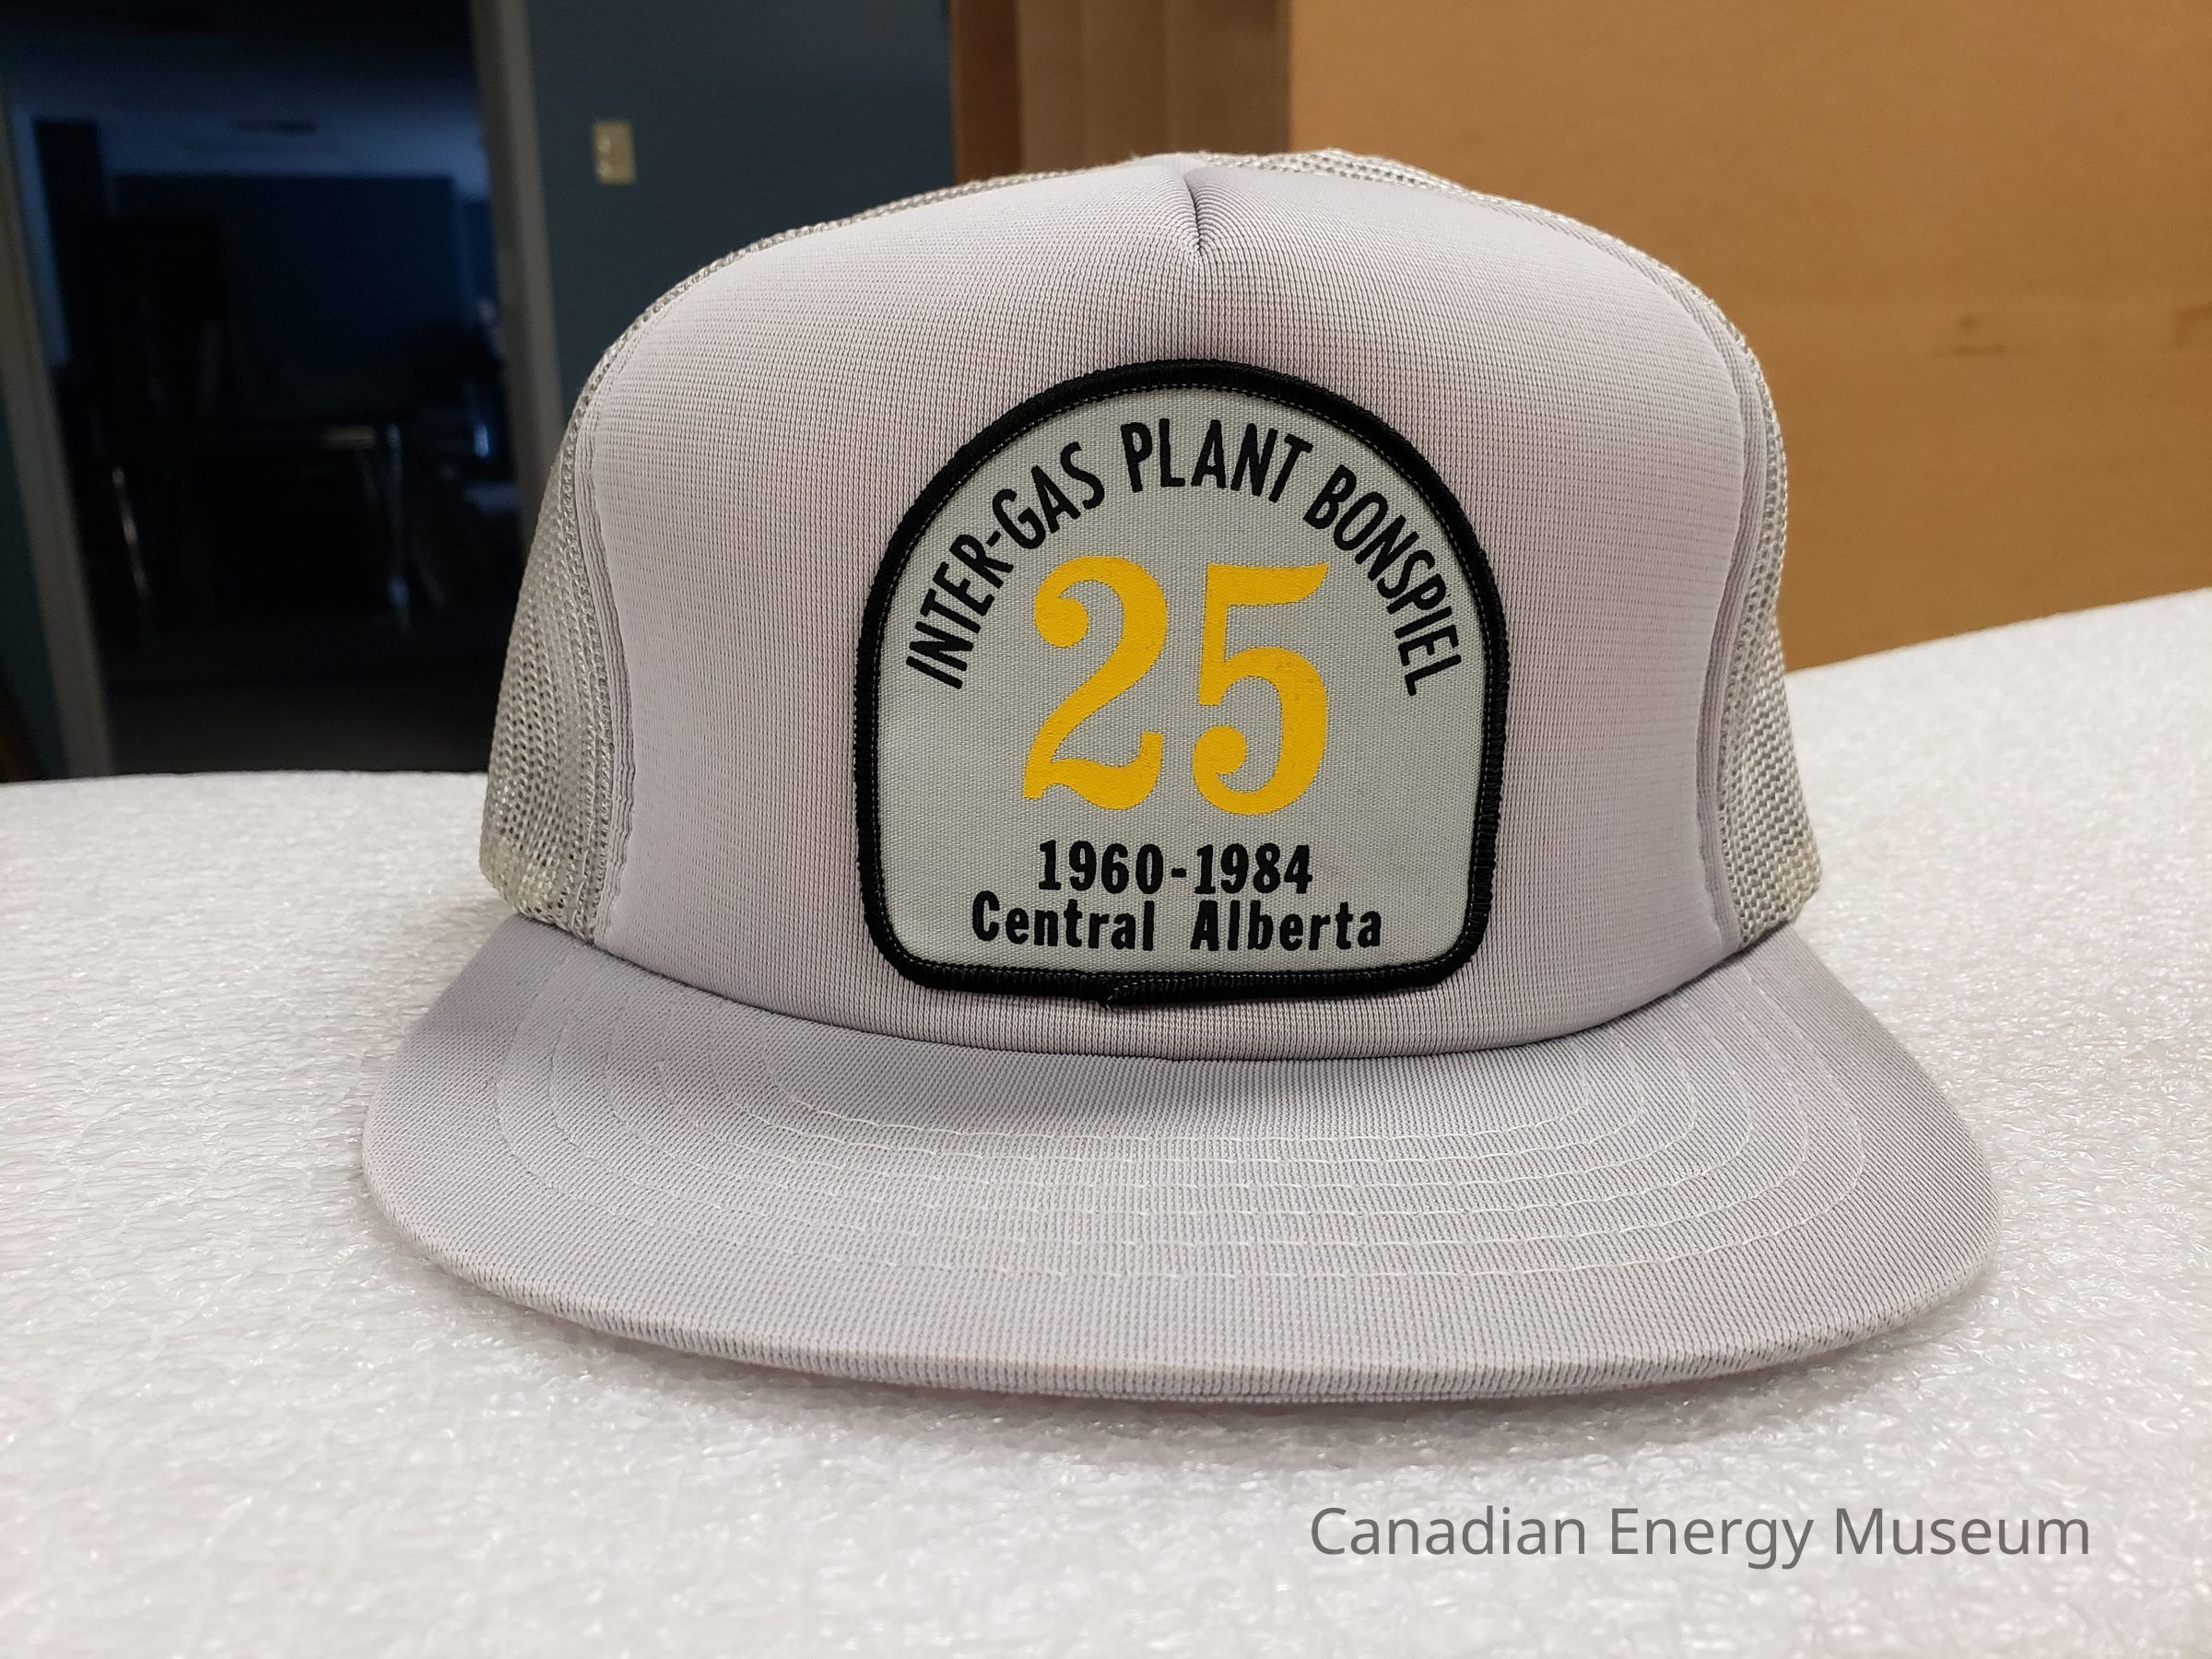 INTER-GAS PLANT BONSPIEL
25
1960-1984
Central Alberta
Canadian Energy Museum